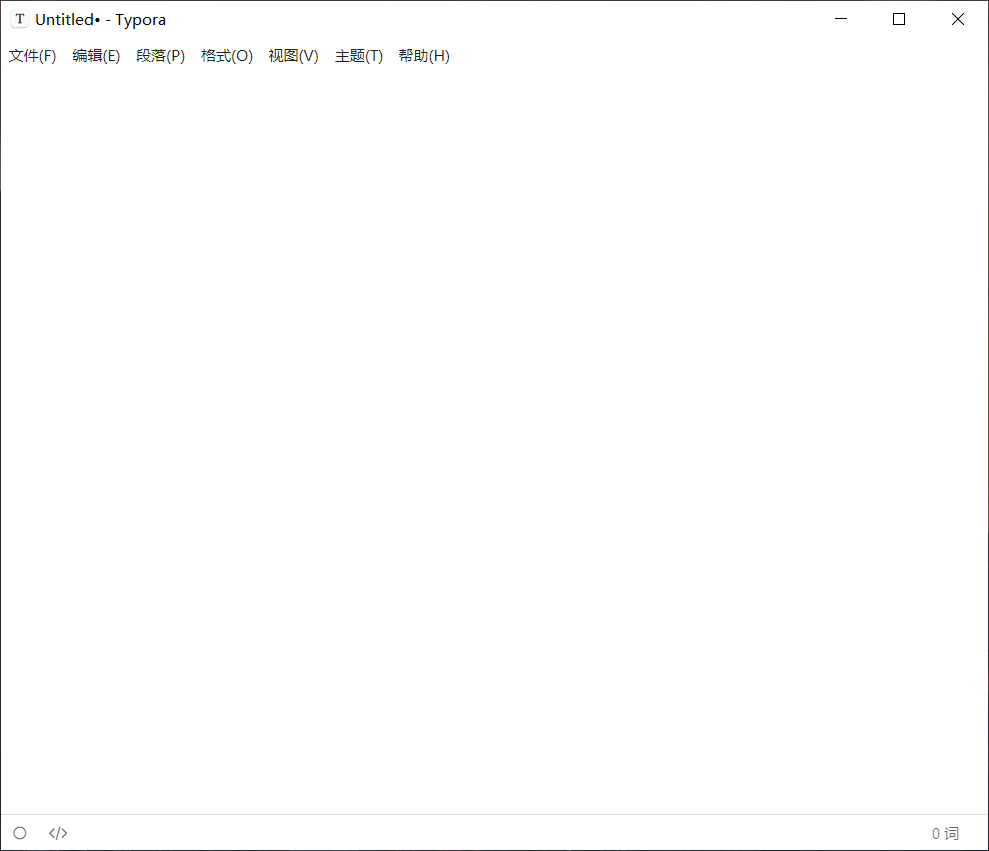 T Untitled• - Typora
文件(F) 编辑(E) 段落(P) 格式(O) 视图(V) 主题(T) 帮助(H)
</> 0 词